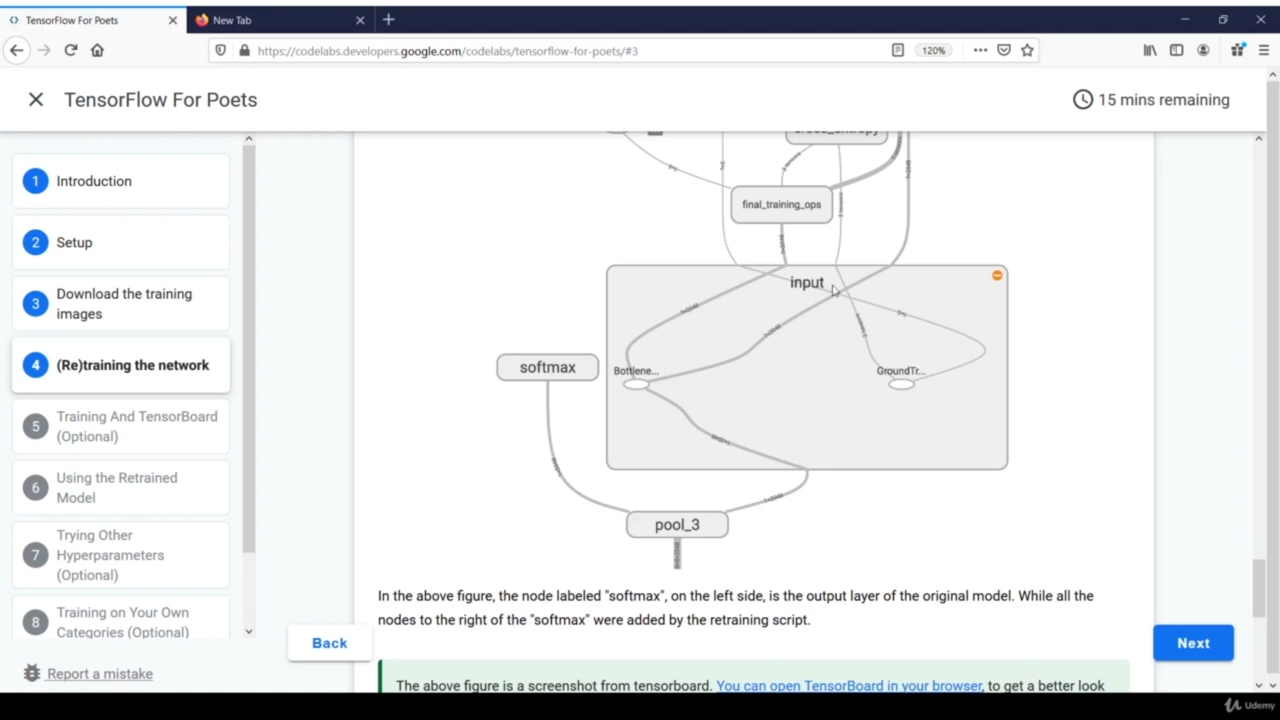 TensorFlow For Poets
New Tab
https://codelabs.developers.google.com/codelabs/tensorflow-for-poets/#3
120%
TensorFlow For Poets
15 mins remaining
1 Introduction
2 Setup
3 Download the training
images
4 (Re)training the network
5 Training And TensorBoard
(Optional)
6 Using the Retrained
Model
7 Trying Other
Hyperparameters
(Optional)
8 Training on Your Own
Categories (Optional)
Report a mistake
final_training_ops
input
softmax
Bottlene...
GroundTr...
pool_3
In the above figure, the node labeled "softmax", on the left side, is the output layer of the original model. While all the
nodes to the right of the "softmax" were added by the retraining script.
Back
Next
The above figure is a screenshot from tensorboard. You can open TensorBoard in your browser, to get a better look
Udemy